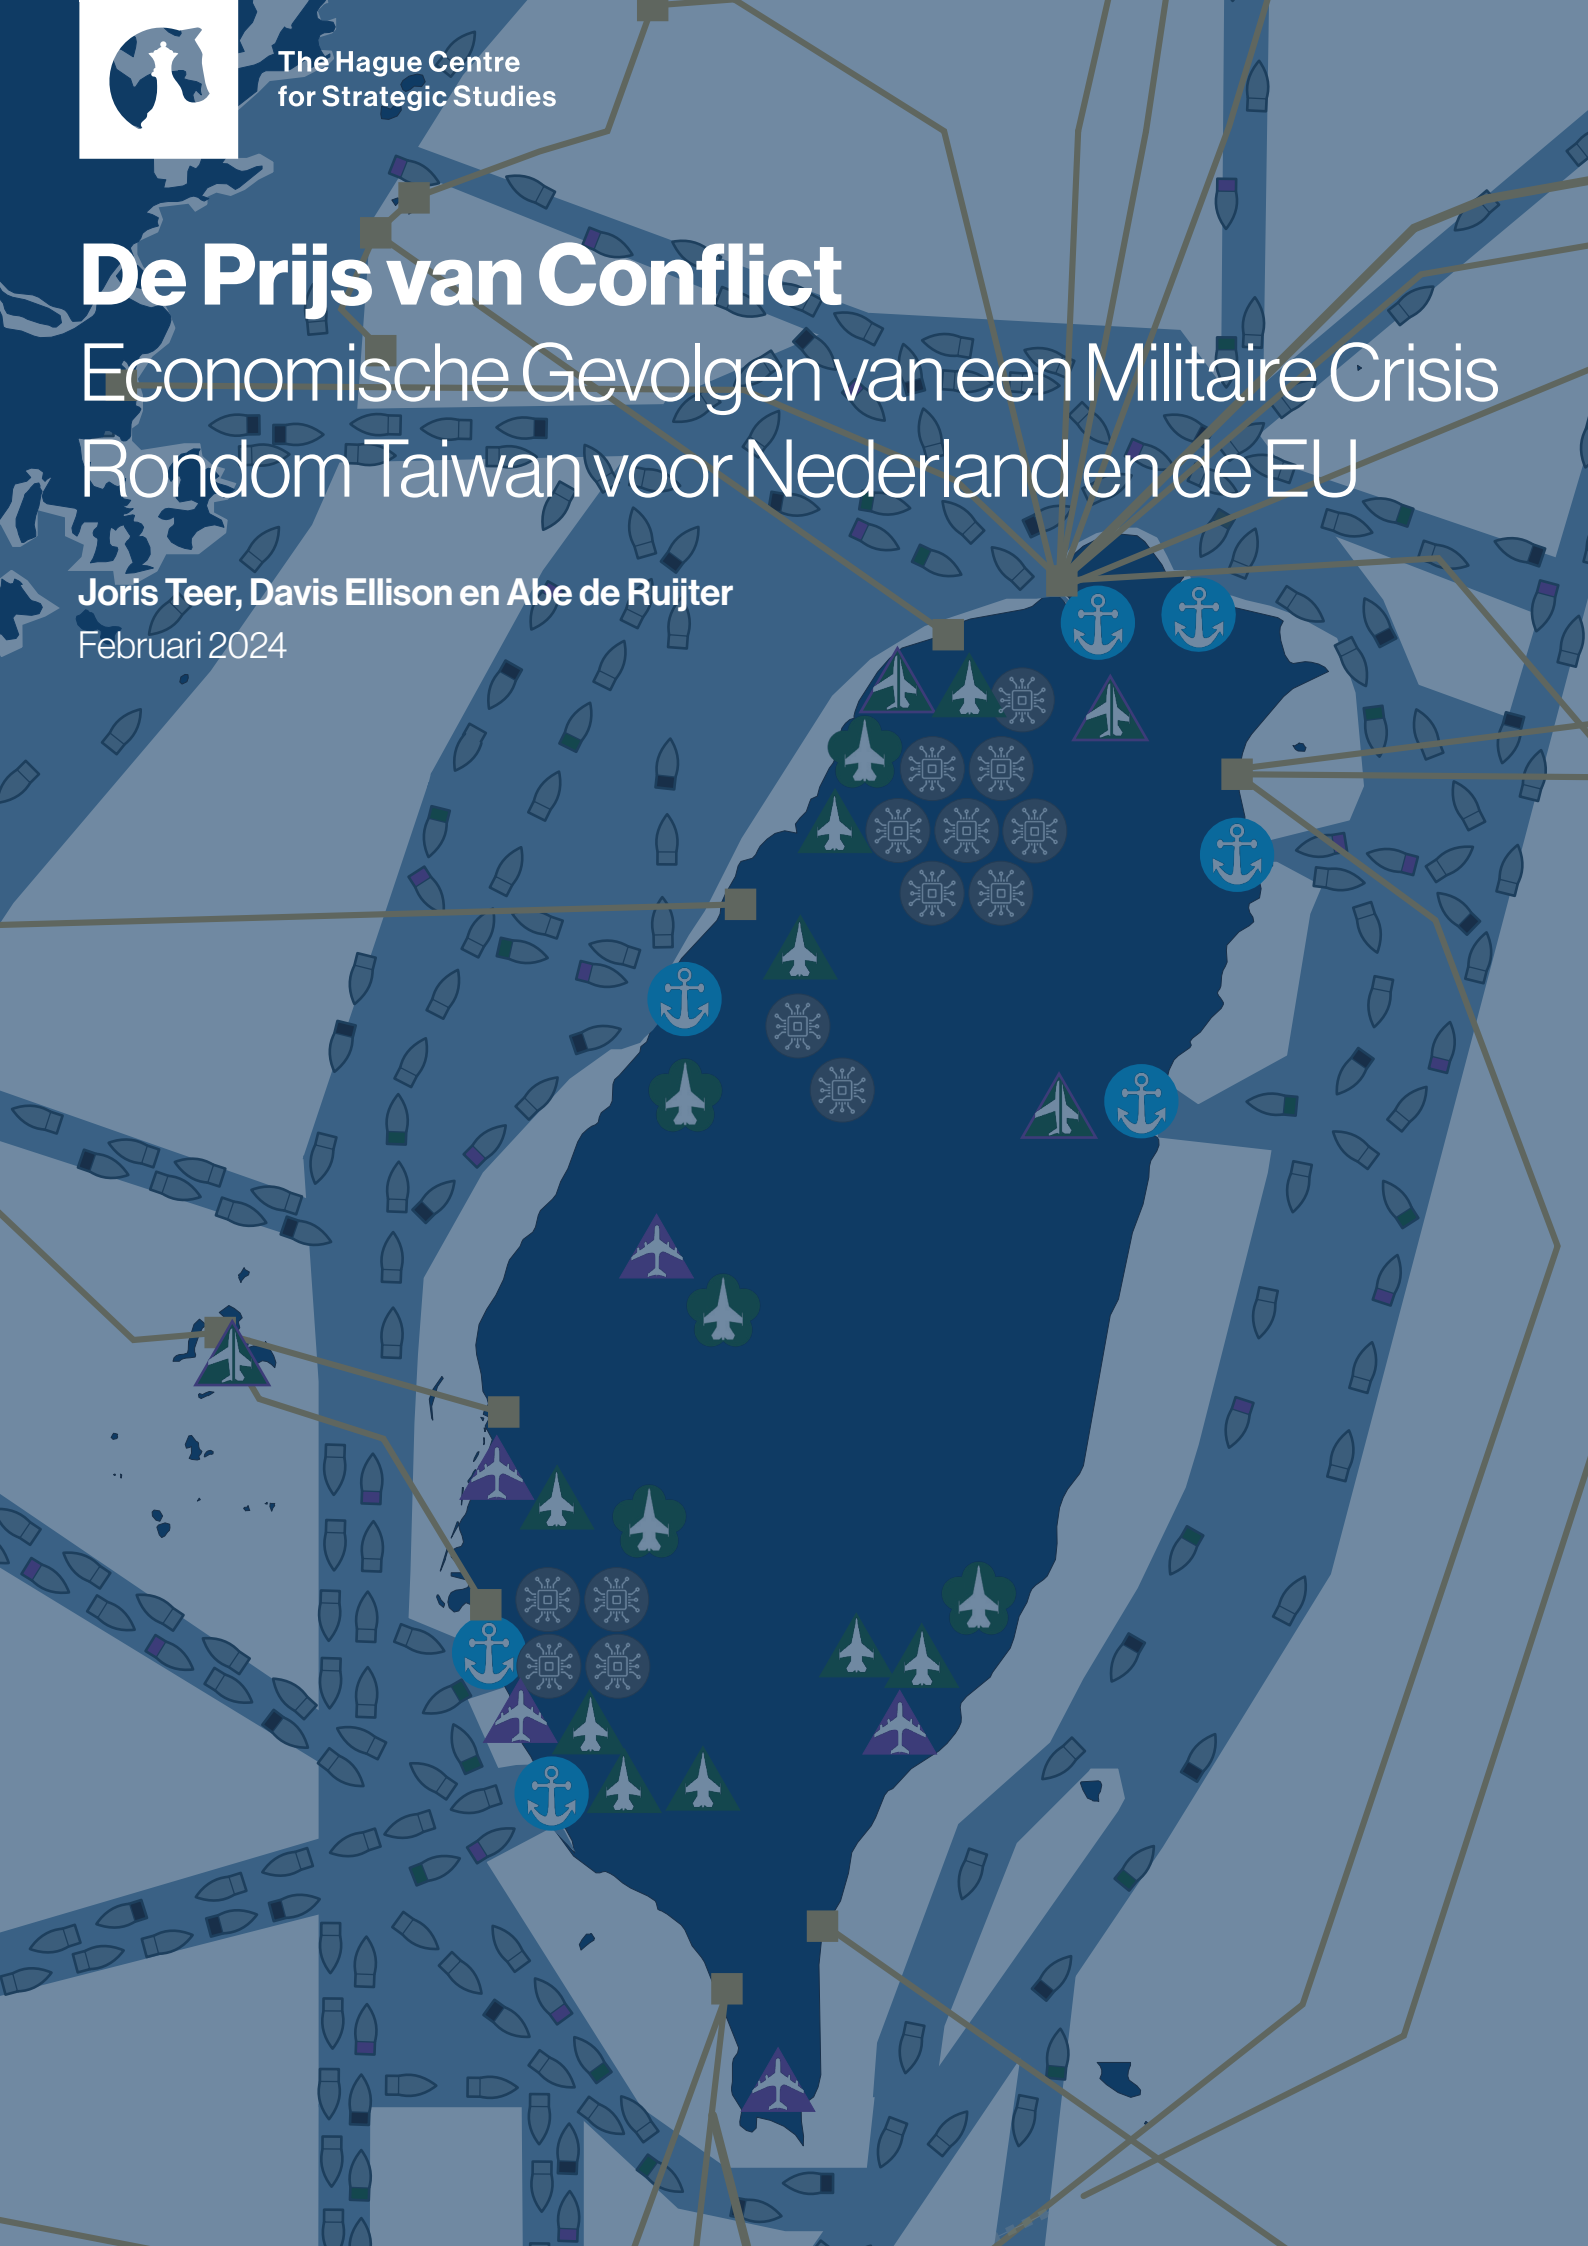 The Hague Centre
for Strategic Studies
De Prijs van Conflict
Economische Gevolgen van een Militaire Crisis
Rondom Taiwan voor Nederland en de EU
Joris Teer, Davis Ellison en Abe de Ruijter
Februari 2024